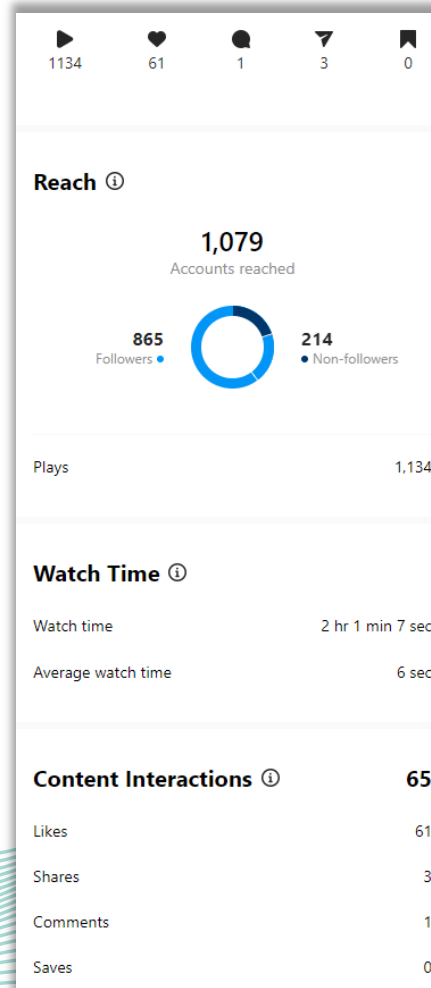 1134 61 1 3 0
Reach
1,079
Accounts reached
865 214
Followers Non-followers
Plays 1,134
Watch Time
Watch time 2 hr 1 min 7 sec
Average watch time 6 sec
Content Interactions 65
Likes 61
Shares 3
Comments 1
Saves 0